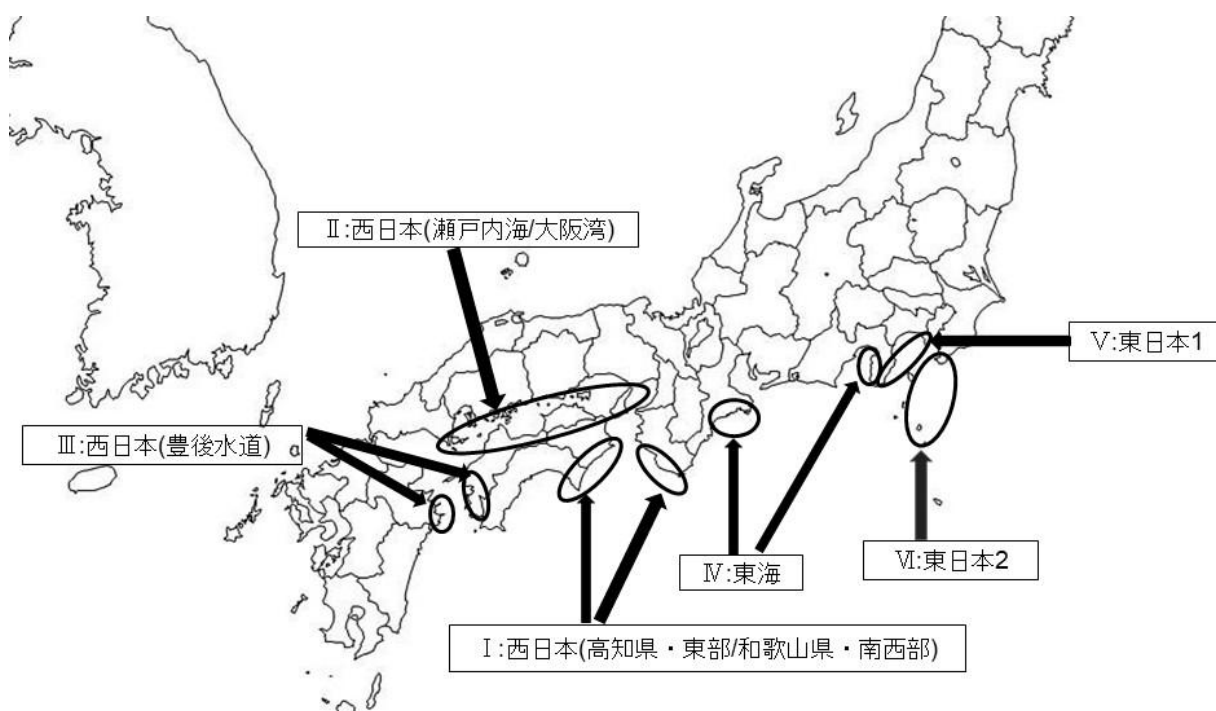 Ⅱ:西日本(瀬戸内海/大阪湾)
Ⅴ:東日本1
Ⅲ:西日本(豊後水道)
Ⅳ:東海
Ⅵ:東日本2
Ⅰ:西日本(高知県・東部/和歌山県・南西部)